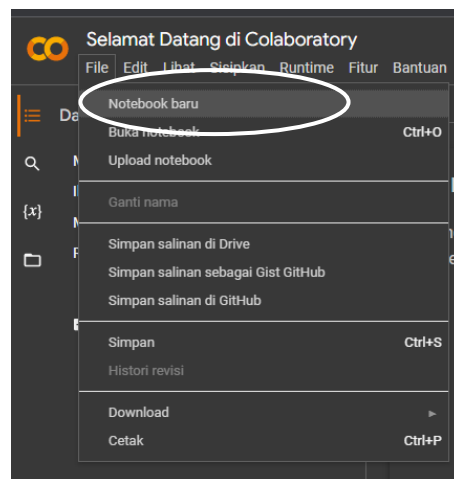 Selamat Datang di Colaboratory
File Edit Lihat Sisipkan Runtime Fitur Bantuan
Notebook baru
Buka notebook Ctrl+O
Upload notebook
Ganti nama
Simpan salinan di Drive
Simpan salinan sebagai Gist GitHub
Simpan salinan di GitHub
Simpan Ctrl+S
Histori revisi
Download
Cetak Ctrl+P
Da
{x}